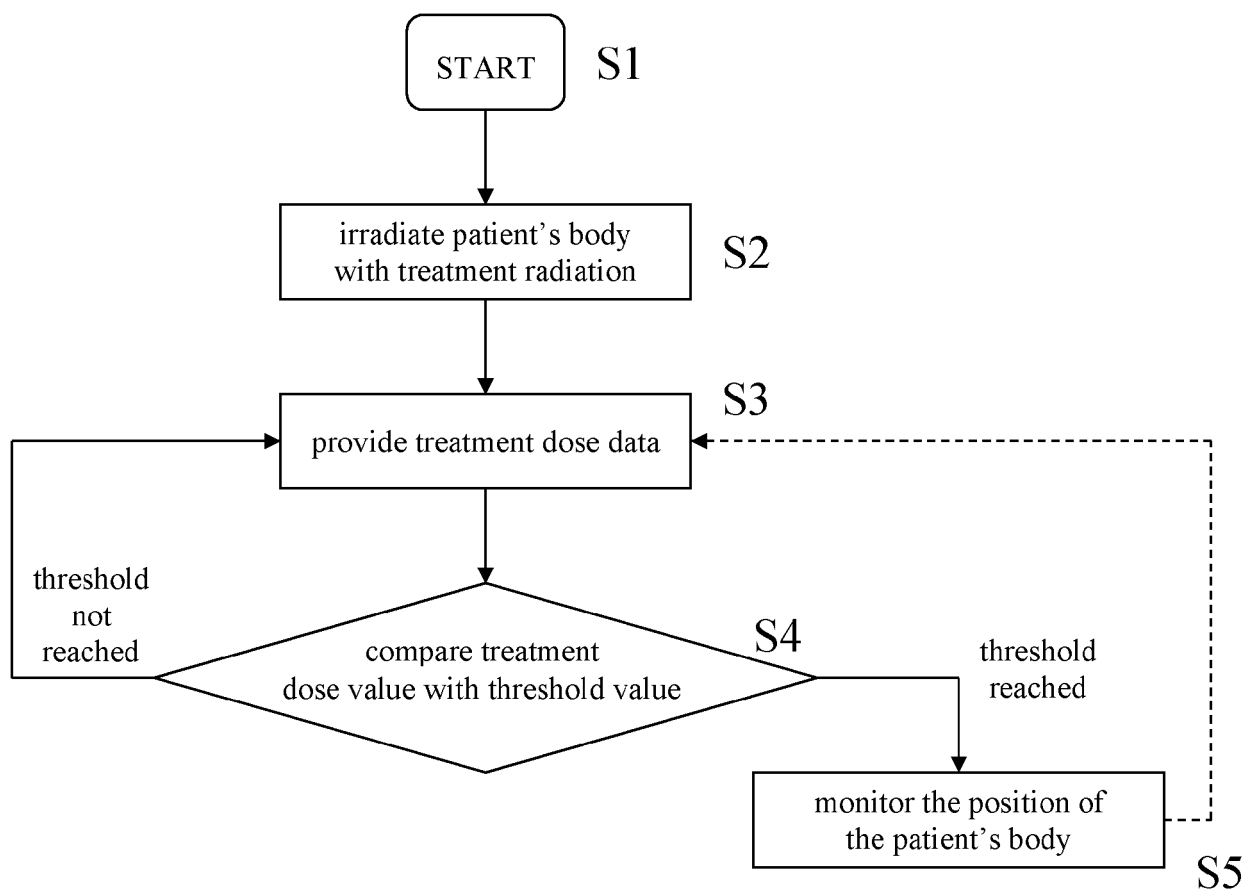 START
S1
irradiate patient's body
with treatment radiation
S2
S3
provide treatment dose data
threshold
not
reached
compare treatment
dose value with threshold value
S4
threshold
reached
monitor the position of
the patient's body
S5